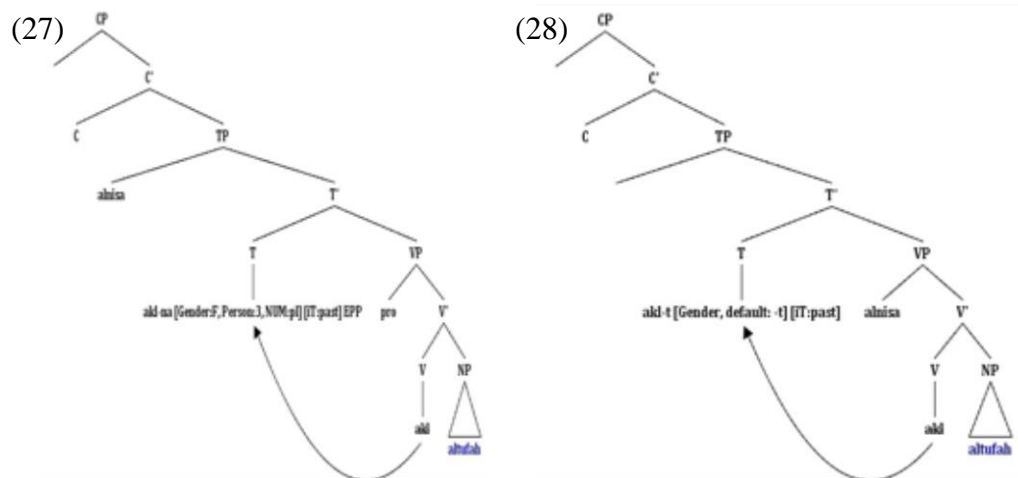 (27) CP (28) CP
C' C'
C TP C TP
alnisa T' T'
T VP T VP
akl-na [Gender:F, Person:3, NUM:pl] [iT:past] EPP pro V' akl-t [Gender, default: -t] [iT:past] alnisa V'
V NP V NP
akl altufah akl altufah